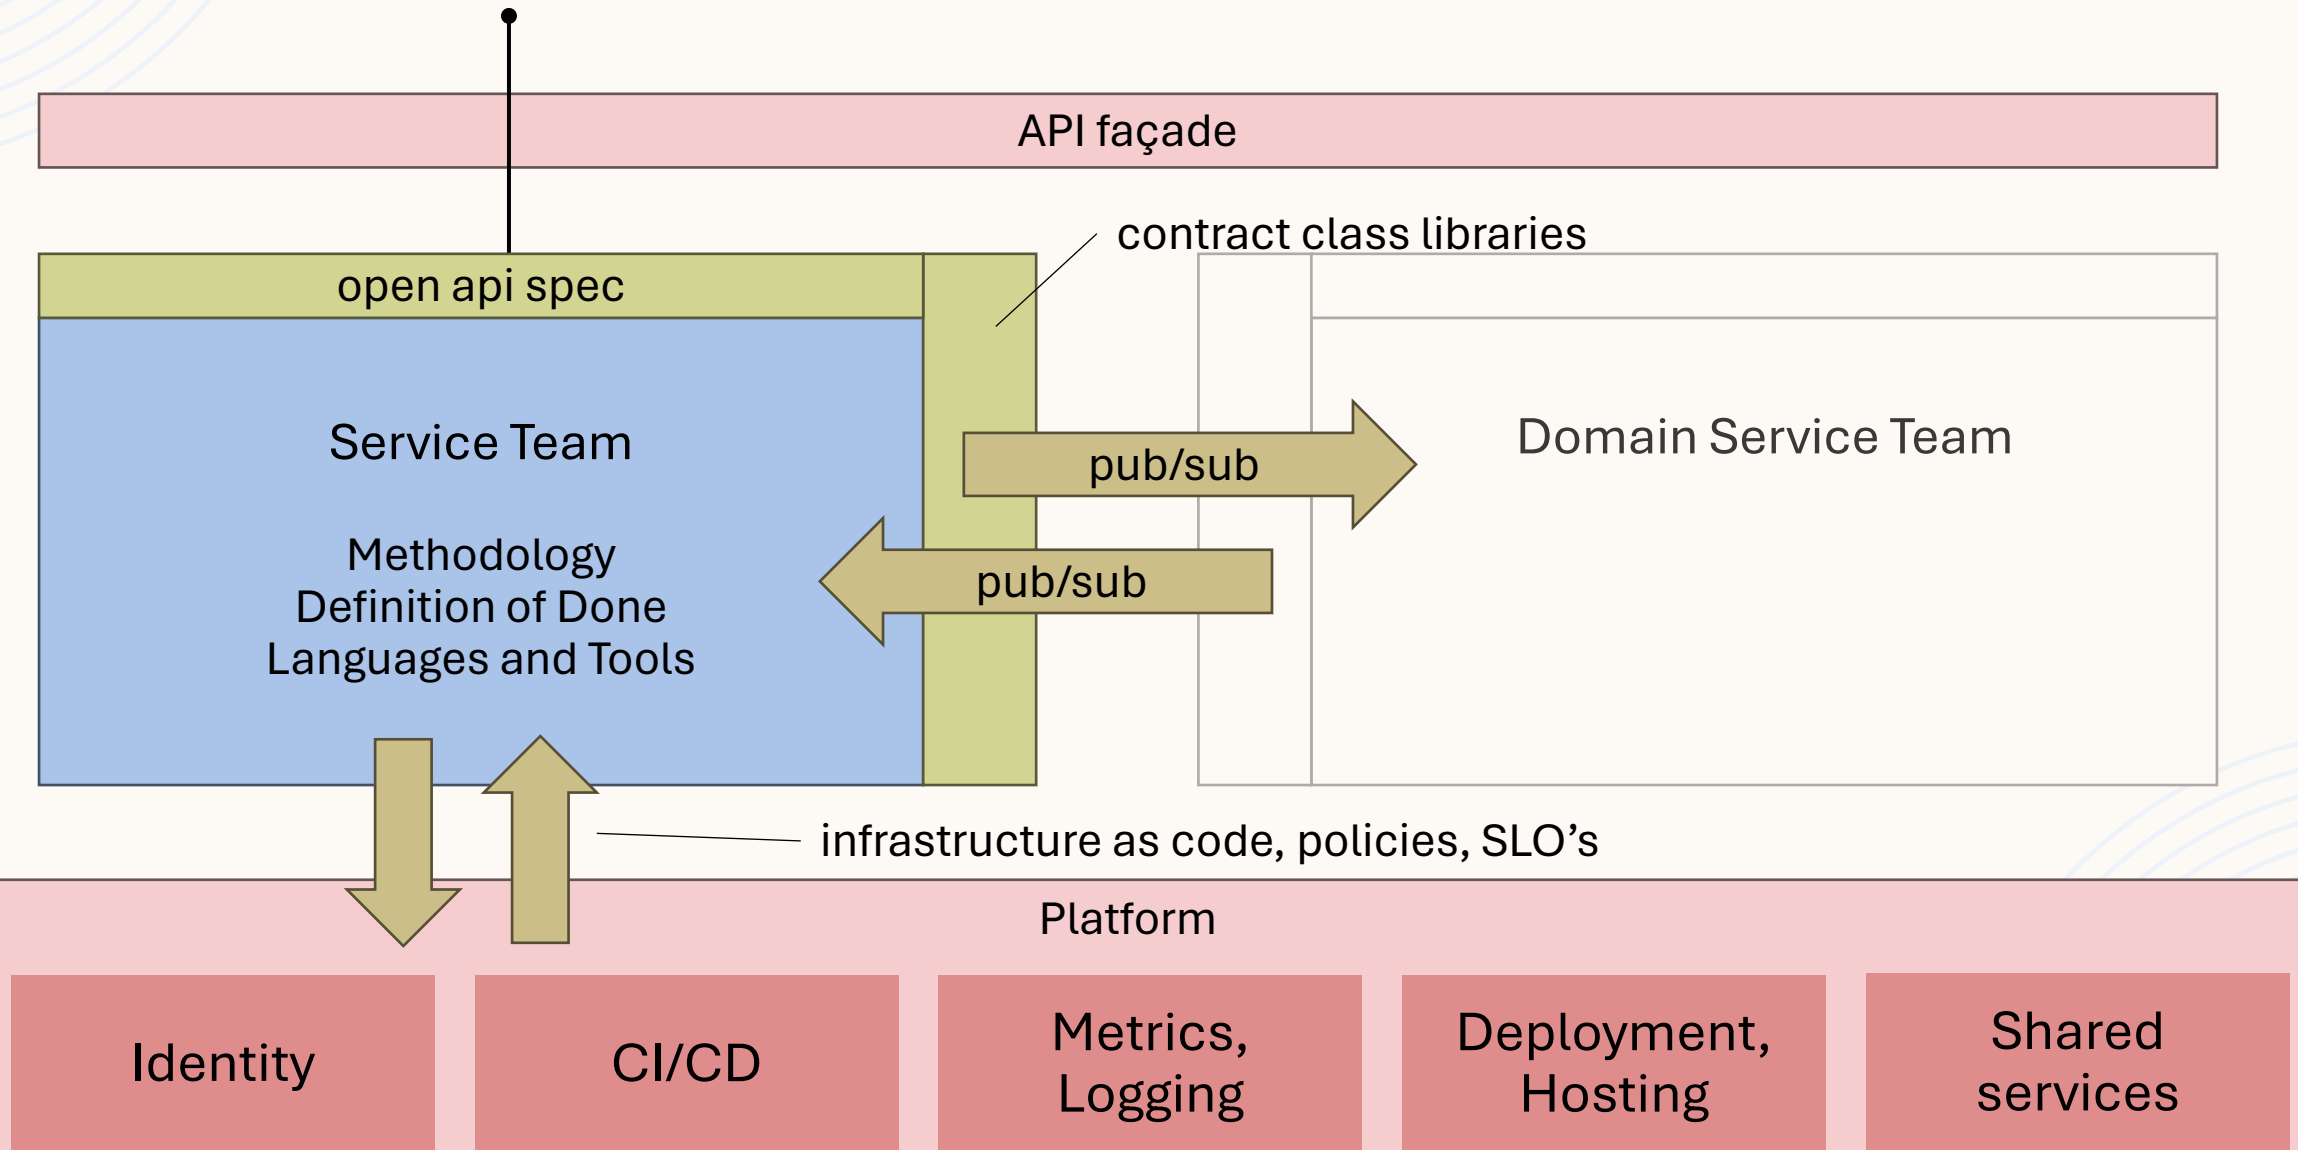 API façade
contract class libraries
open api spec
Service Team
Domain Service Team
pub/sub
Methodology
Definition of Done
Languages and Tools
pub/sub
infrastructure as code, policies, SLO’s
Platform
Identity
CI/CD
Metrics,
Logging
Deployment,
Hosting
Shared
services